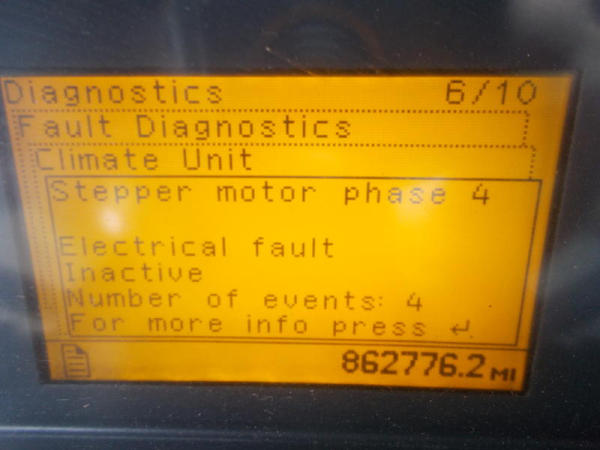 Diagnostics 6/10
Fault Diagnostics
Climate Unit
Stepper motor phase 4
Electrical fault
Inactive
Number of events: 4
For more info press ↵
862776.2 MI